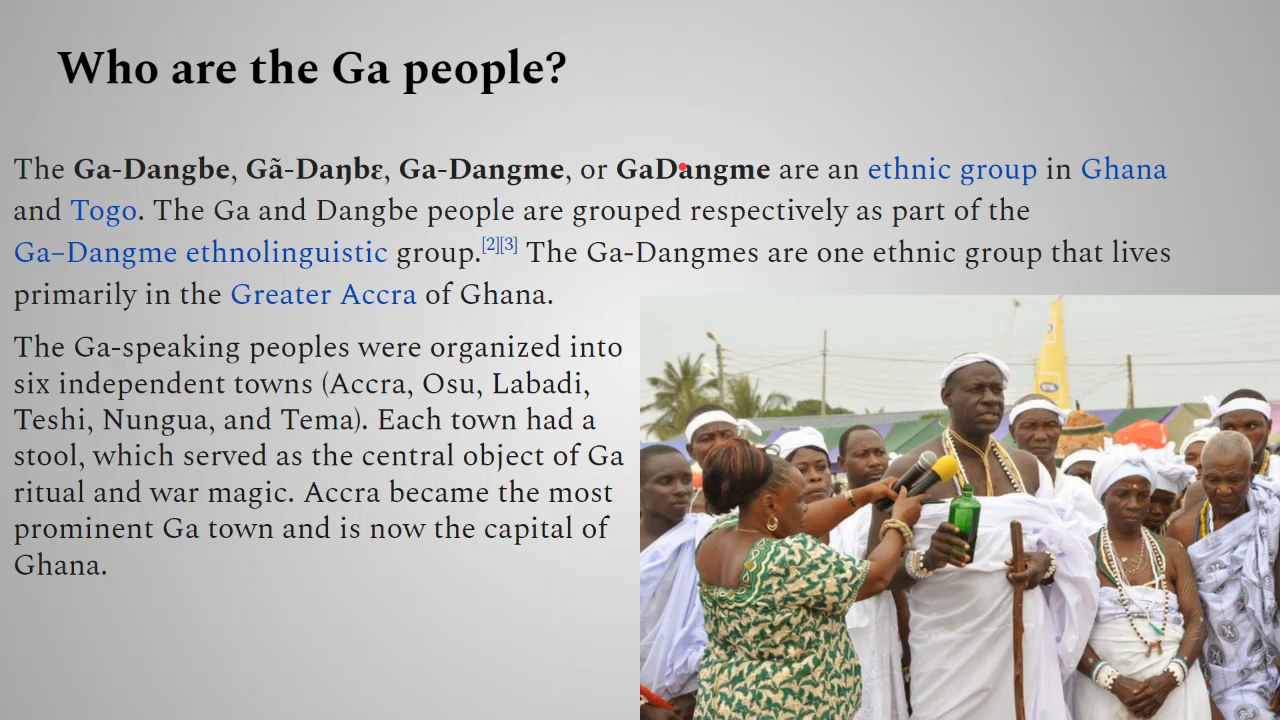 Who are the Ga people?
The Ga-Dangbe, Gã-Daŋbɛ, Ga-Dangme, or GaDangme are an ethnic group in Ghana
and Togo. The Ga and Dangbe people are grouped respectively as part of the
Ga–Dangme ethnolinguistic group.[2][3] The Ga-Dangmes are one ethnic group that lives
primarily in the Greater Accra of Ghana.
The Ga-speaking peoples were organized into
six independent towns (Accra, Osu, Labadi,
Teshi, Nungua, and Tema). Each town had a
stool, which served as the central object of Ga
ritual and war magic. Accra became the most
prominent Ga town and is now the capital of
Ghana.